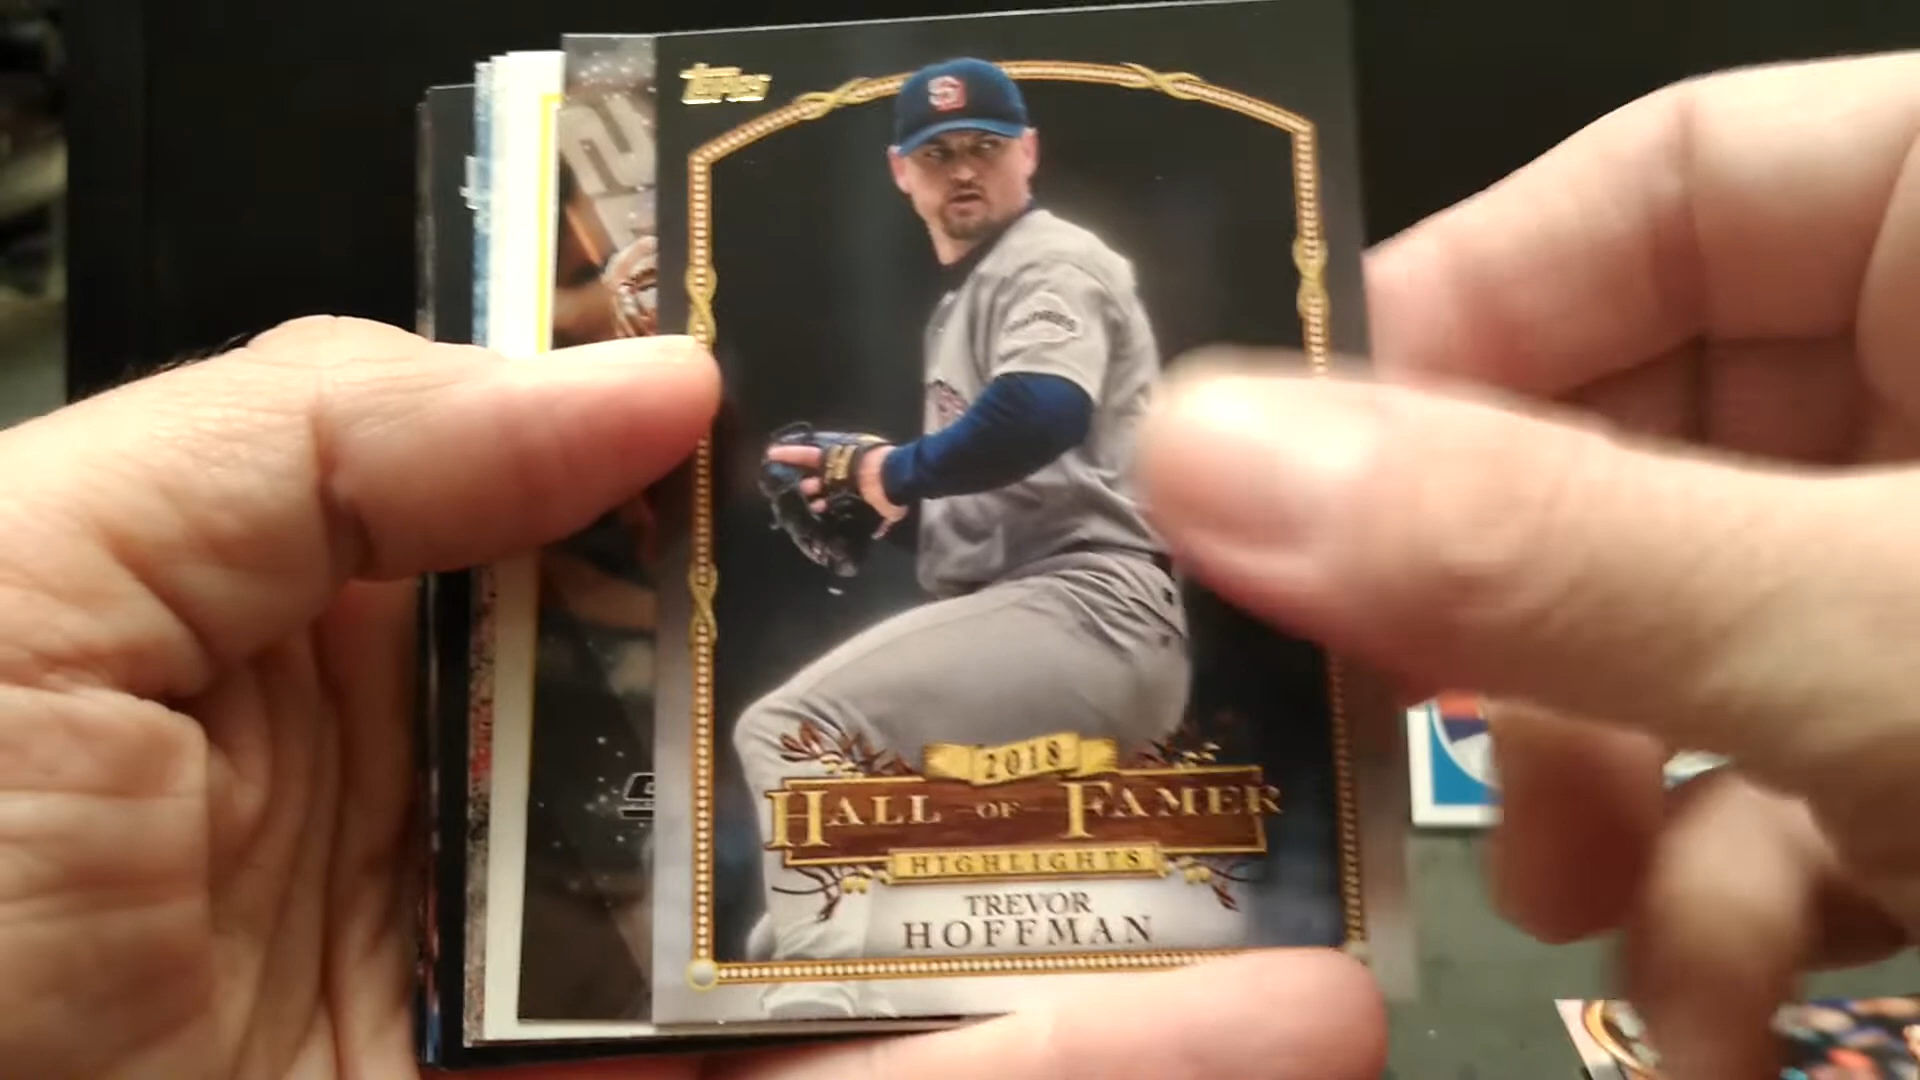 Topps
2018
HALL OF FAMER
HIGHLIGHTS
TREVOR
HOFFMAN